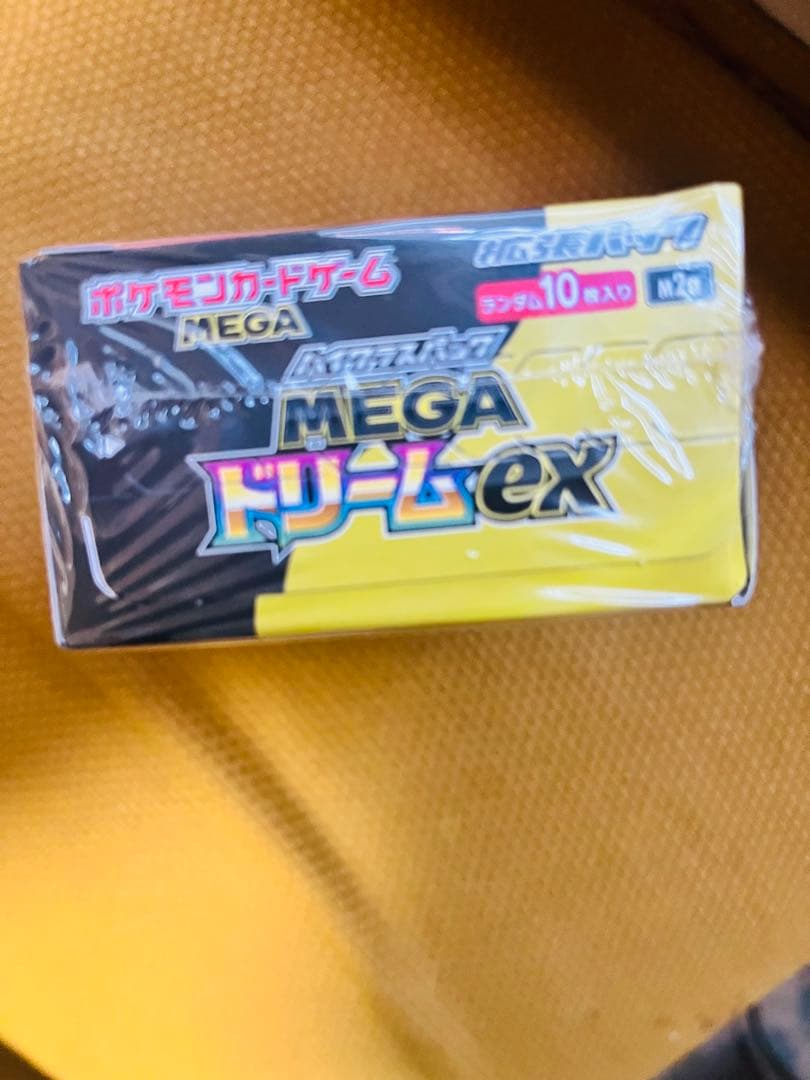 ポケモンカードゲーム
MEGA
拡張パック
ランダム10枚入り
M2a
ハイクラスパック
MEGA
ドリームex